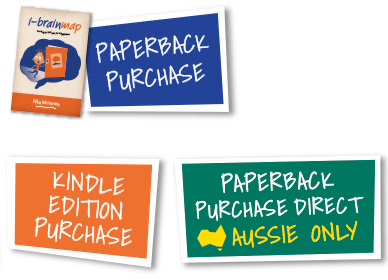 i-brainmap
PAPERBACK
PURCHASE
KINDLE
EDITION
PURCHASE
PAPERBACK
PURCHASE DIRECT
AUSSIE ONLY